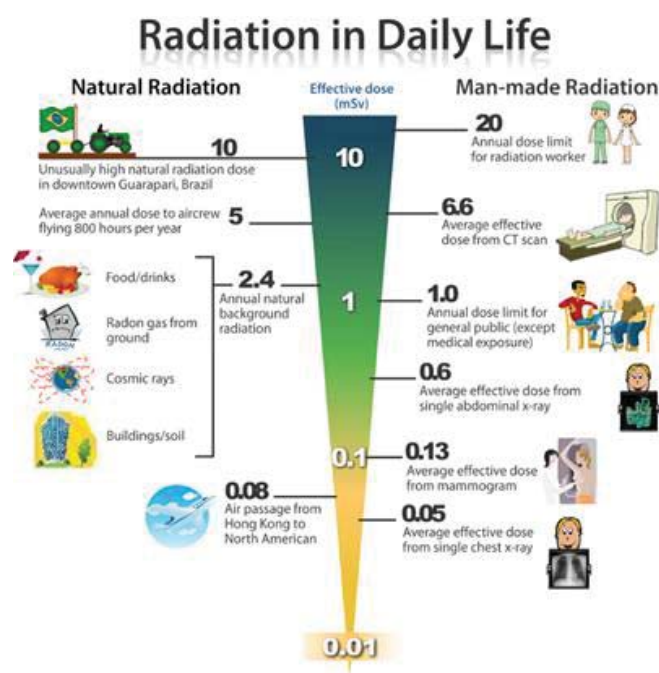 Radiation in Daily Life
Natural Radiation
Effective dose
(mSv)
Man-made Radiation
10
Unusually high natural radiation dose
in downtown Guarapari, Brazil
Average annual dose to aircrew
flying 800 hours per year
5
Food/drinks
Radon gas from
ground
RADON
Cosmic rays
Buildings/soil
2.4
Annual natural
background
radiation
0.08
Air passage from
Hong Kong to
North American
10
1
0.1
0.01
20
Annual dose limit
for radiation worker
6.6
Average effective
dose from CT scan
1.0
Annual dose limit for
general public (except
medical exposure)
0.6
Average effective dose from
single abdominal x-ray
0.13
Average effective dose
from mammogram
0.05
Average effective dose
from single chest x-ray